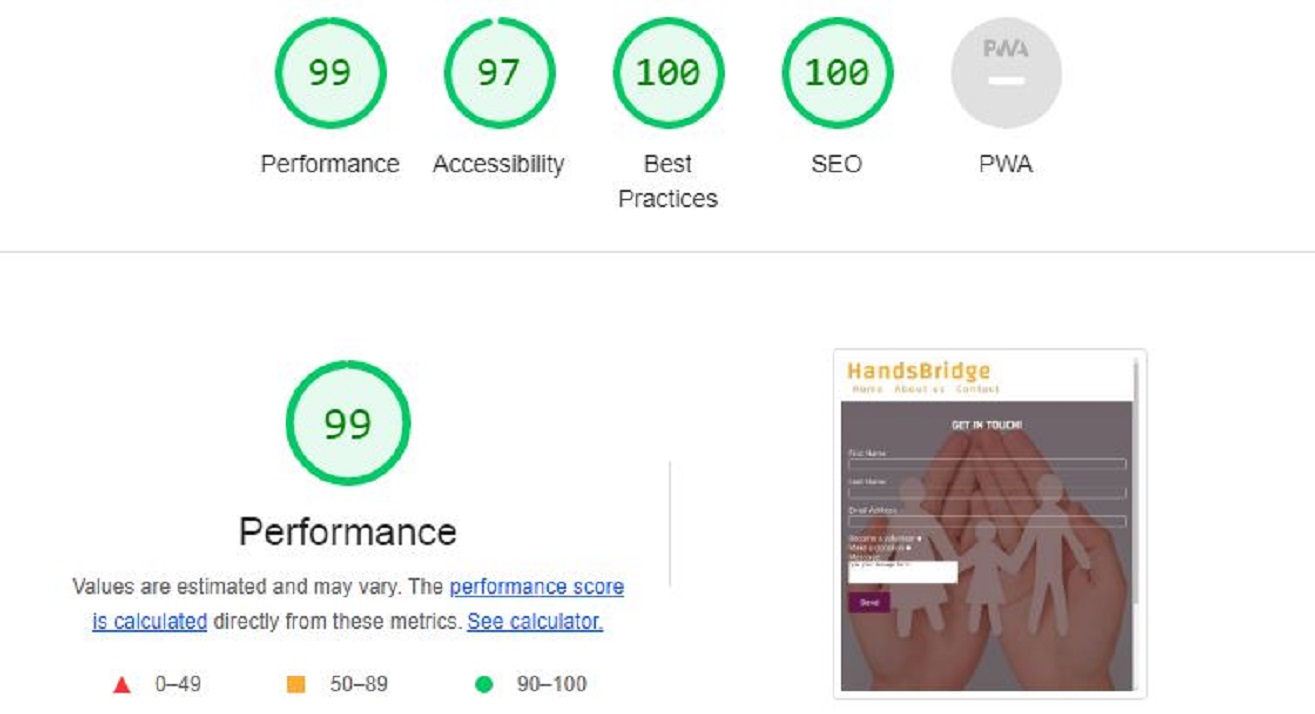 99
97
100
100
PWA
Performance
Accessibility
Best
Practices
SEO
PWA
99
Performance
Values are estimated and may vary. The performance score
is calculated directly from these metrics. See calculator.
0–49
50–89
90–100
HandsBridge
Home About us Contact
GET IN TOUCH!
First Name
Last Name
Email Address
Become a volunteer
Make a donation
Message
Send